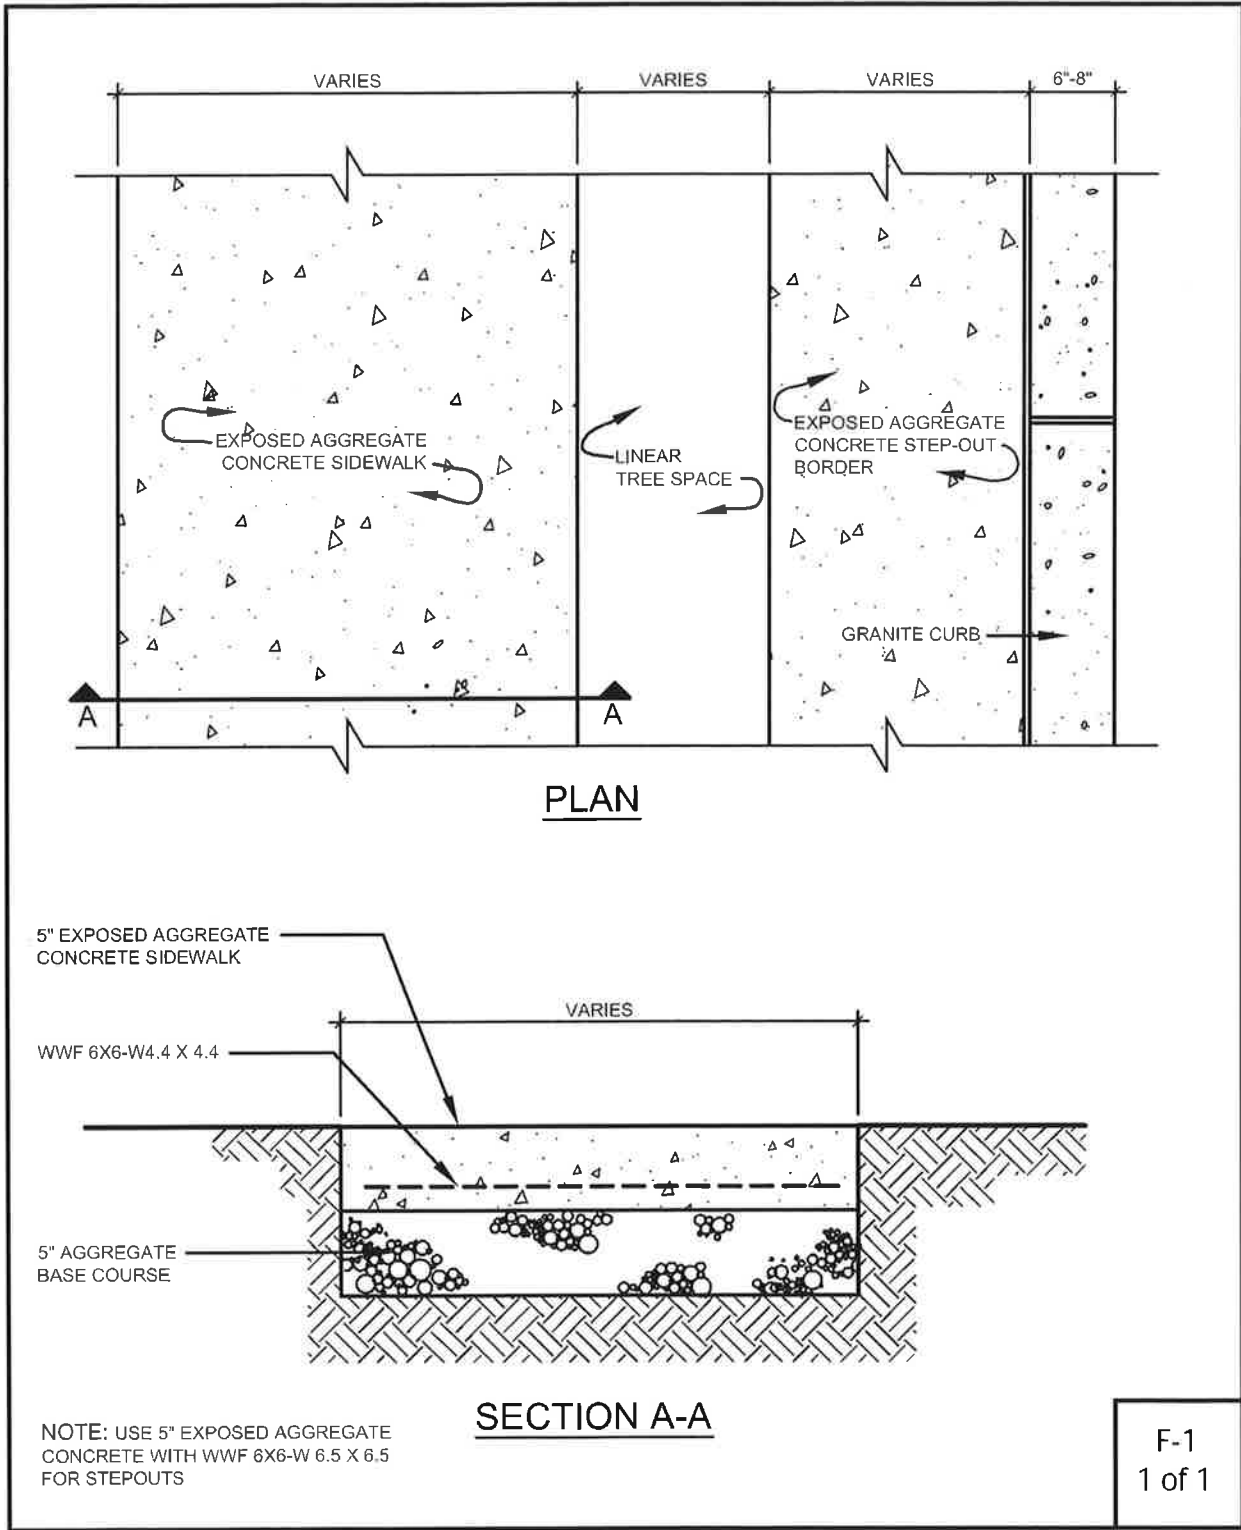 VARIES
VARIES
VARIES
6"-8"
EXPOSED AGGREGATE
CONCRETE SIDEWALK
LINEAR
TREE SPACE
EXPOSED AGGREGATE
CONCRETE STEP-OUT
BORDER
GRANITE CURB
A
A
PLAN
5" EXPOSED AGGREGATE
CONCRETE SIDEWALK
VARIES
WWF 6X6-W4.4 X 4.4
5" AGGREGATE
BASE COURSE
SECTION A-A
NOTE: USE 5" EXPOSED AGGREGATE
CONCRETE WITH WWF 6X6-W 6.5 X 6.5
FOR STEPOUTS
F-1
1 of 1